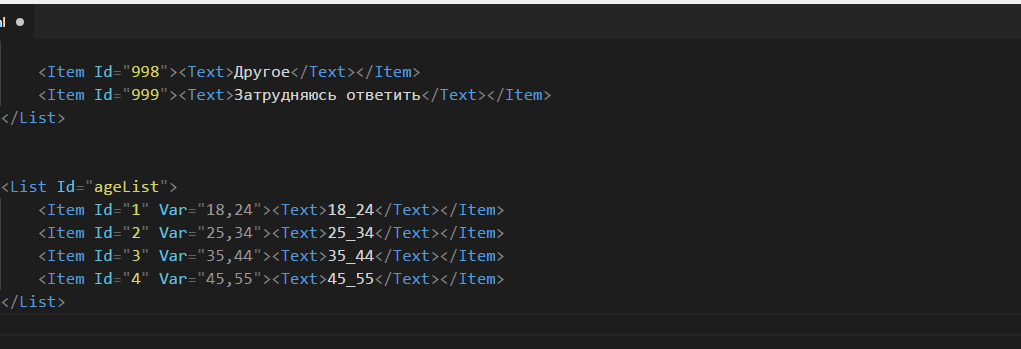 nl
<Item Id="998"><Text>Другое</Text></Item>
<Item Id="999"><Text>Затрудняюсь ответить</Text></Item>
</List>
<List Id="ageList">
<Item Id="1" Var="18,24"><Text>18_24</Text></Item>
<Item Id="2" Var="25,34"><Text>25_34</Text></Item>
<Item Id="3" Var="35,44"><Text>35_44</Text></Item>
<Item Id="4" Var="45,55"><Text>45_55</Text></Item>
</List>